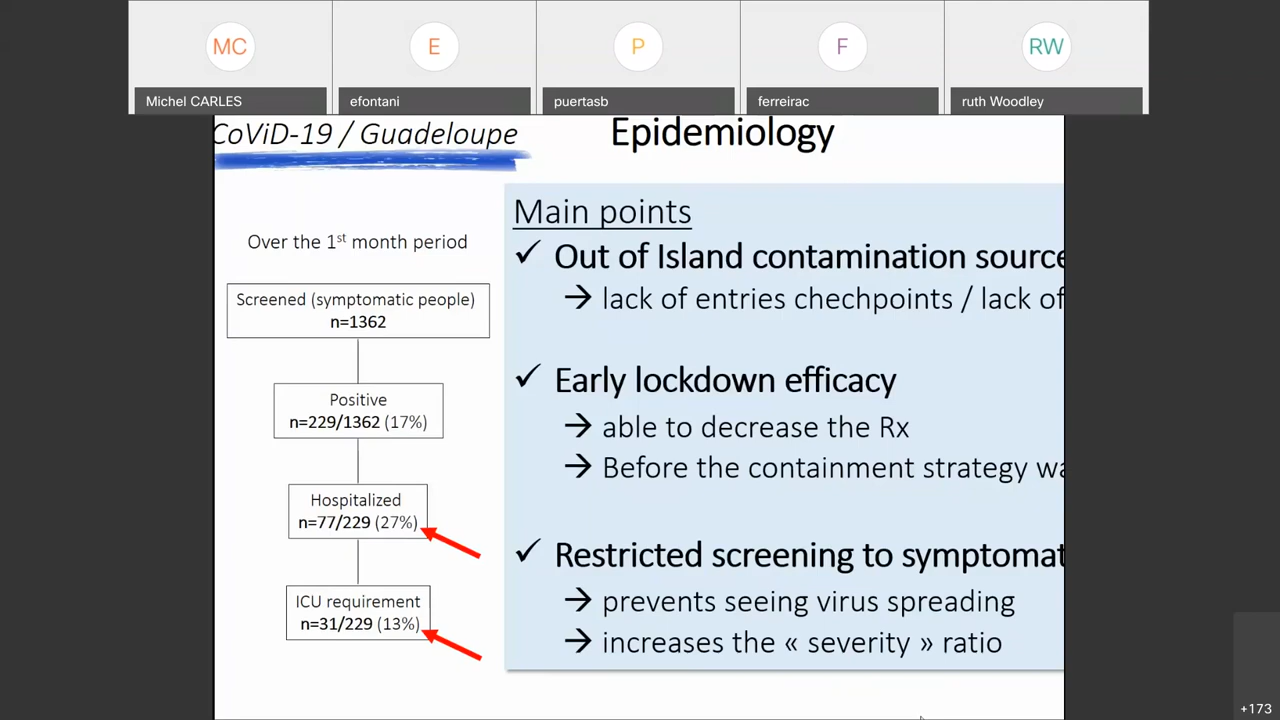 MC
E
P
F
RW
Michel CARLES
efontani
puertasb
ferreirac
ruth Woodley
CoViD-19 / Guadeloupe
Epidemiology
Over the 1st month period
Screened (symptomatic people)
n=1362
Positive
n=229/1362 (17%)
Hospitalized
n=77/229 (27%)
ICU requirement
n=31/229 (13%)
Main points
✓ Out of Island contamination source
→ lack of entries chechpoints / lack of
✓ Early lockdown efficacy
→ able to decrease the Rx
→ Before the containment strategy wa
✓ Restricted screening to symptomat
→ prevents seeing virus spreading
→ increases the « severity » ratio
+173